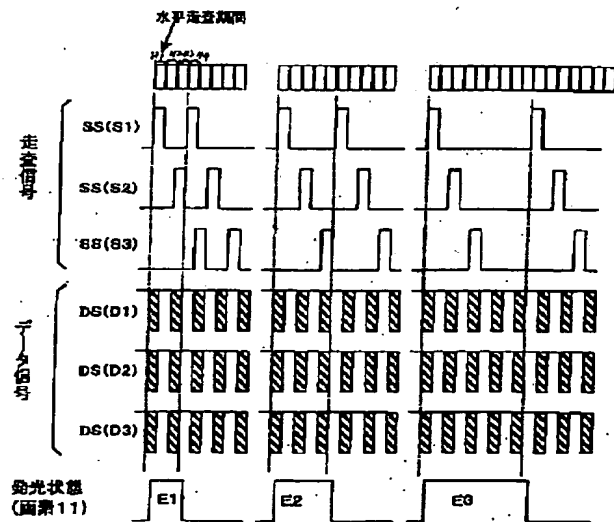 水平走査期間
走査信号
SS(S1)
SS(S2)
SS(S3)
データ信号
DS(D1)
DS(D2)
DS(D3)
発光状態
(画素11)
E1
E2
E3